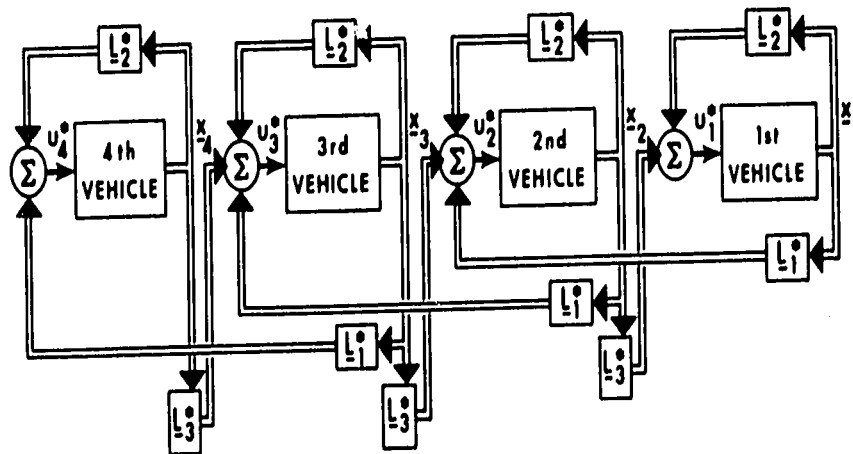 L*2
L*2
L*2
L*2
u*4
4th
VEHICLE
x4
u*3
3rd
VEHICLE
x3
u*2
2nd
VEHICLE
x2
u*1
1st
VEHICLE
x
Σ
Σ
Σ
Σ
L*1
L*1
L*1
L*3
L*3
L*3